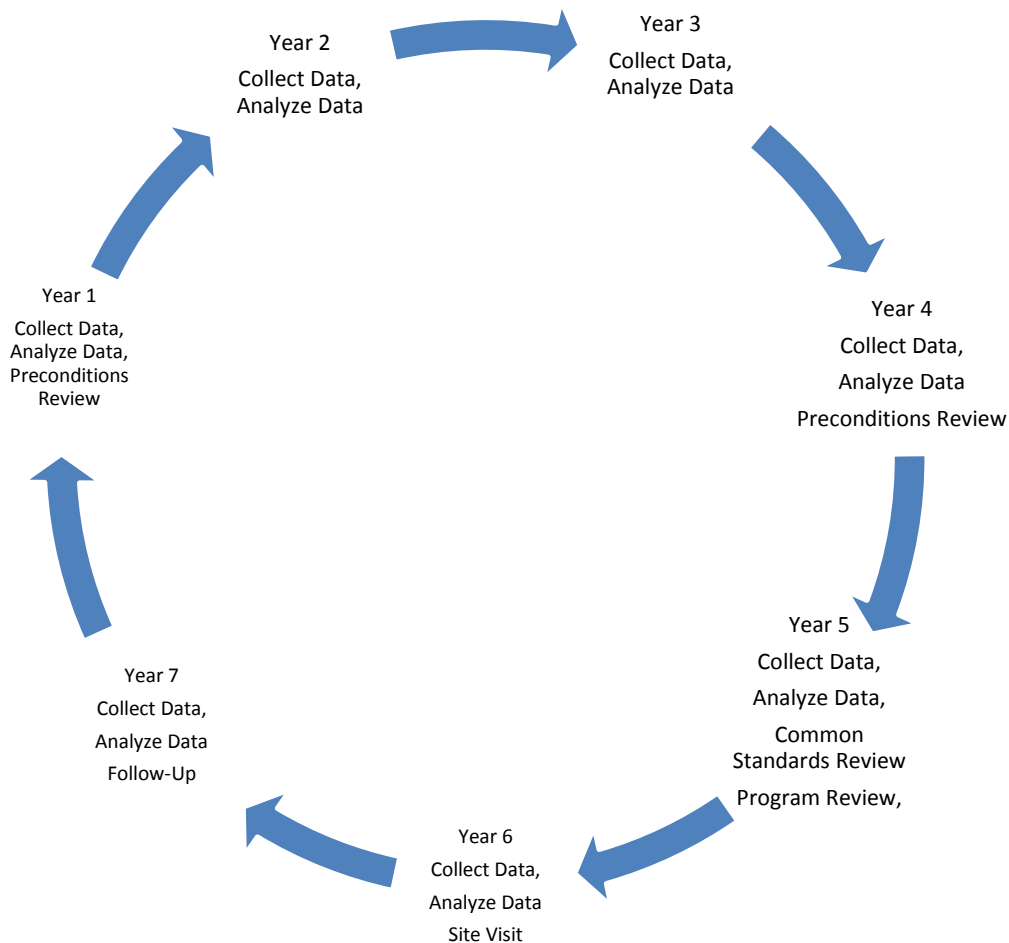 Year 1
Collect Data,
Analyze Data,
Preconditions
Review
Year 2
Collect Data,
Analyze Data
Year 3
Collect Data,
Analyze Data
Year 4
Collect Data,
Analyze Data
Preconditions Review
Year 5
Collect Data,
Analyze Data,
Common
Standards Review
Program Review,
Year 6
Collect Data,
Analyze Data
Site Visit
Year 7
Collect Data,
Analyze Data
Follow-Up